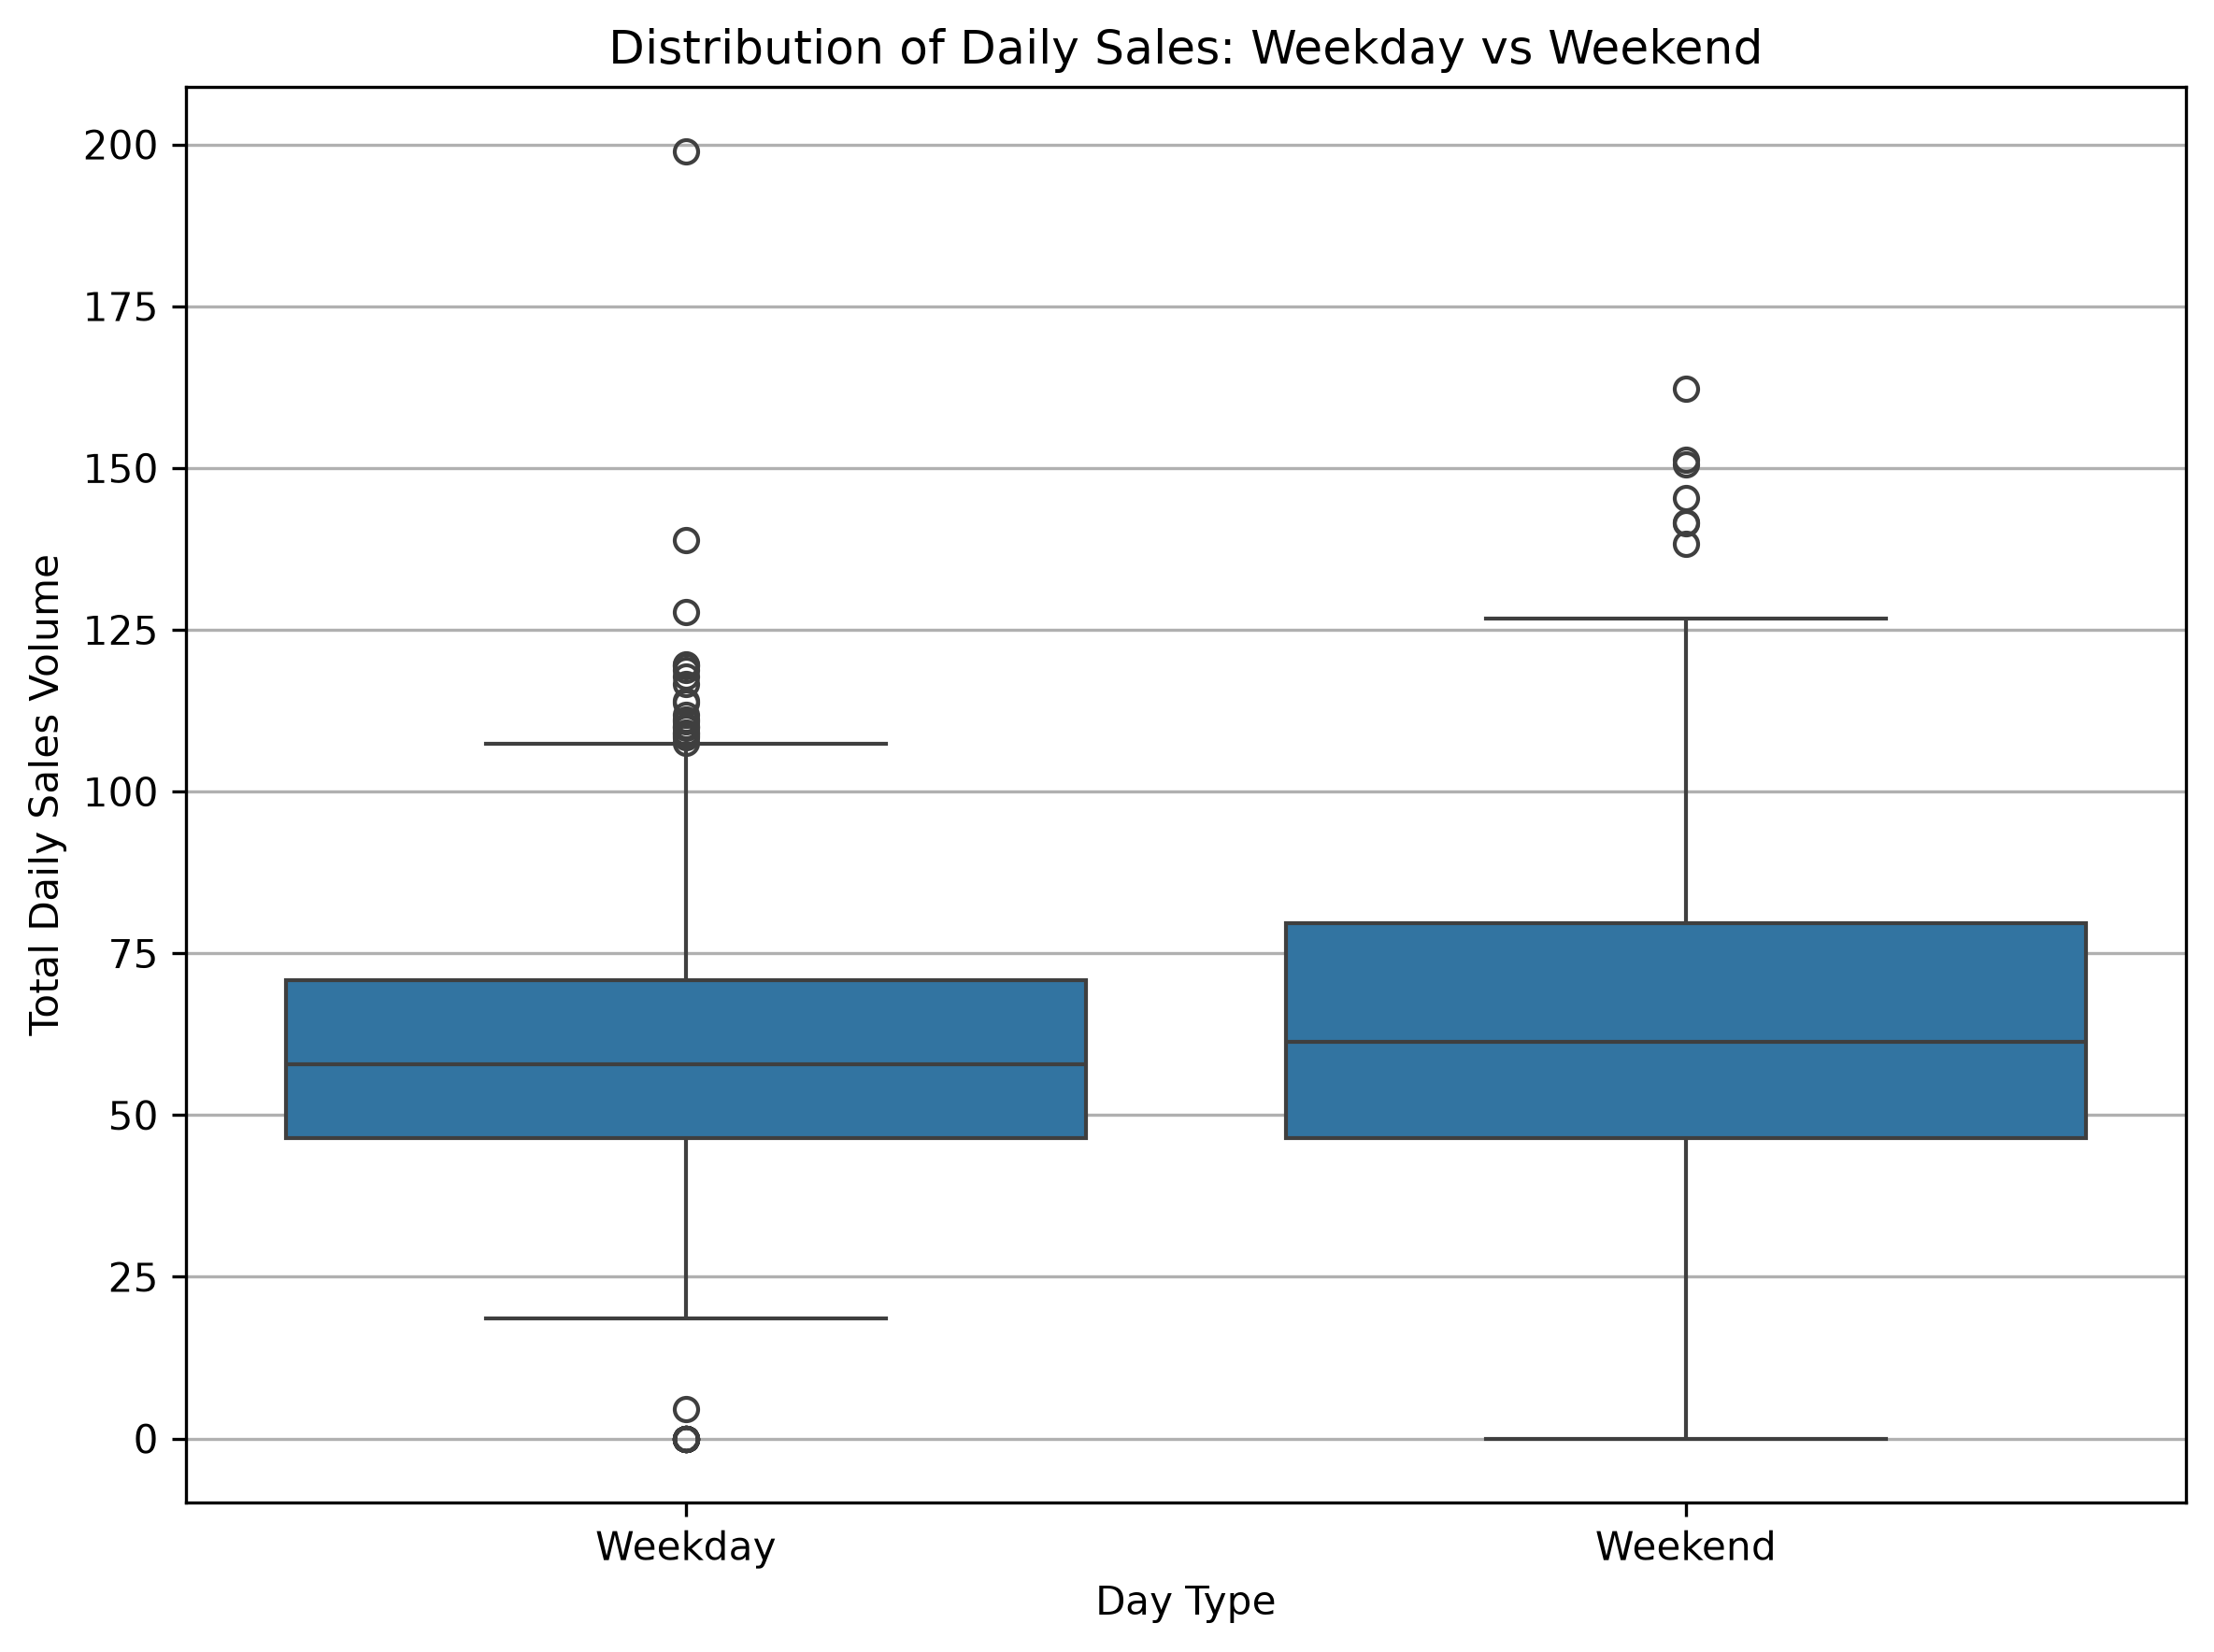 Distribution of Daily Sales: Weekday vs Weekend
Total Daily Sales Volume
200
175
150
125
100
75
50
25
0
Weekday
Weekend
Day Type